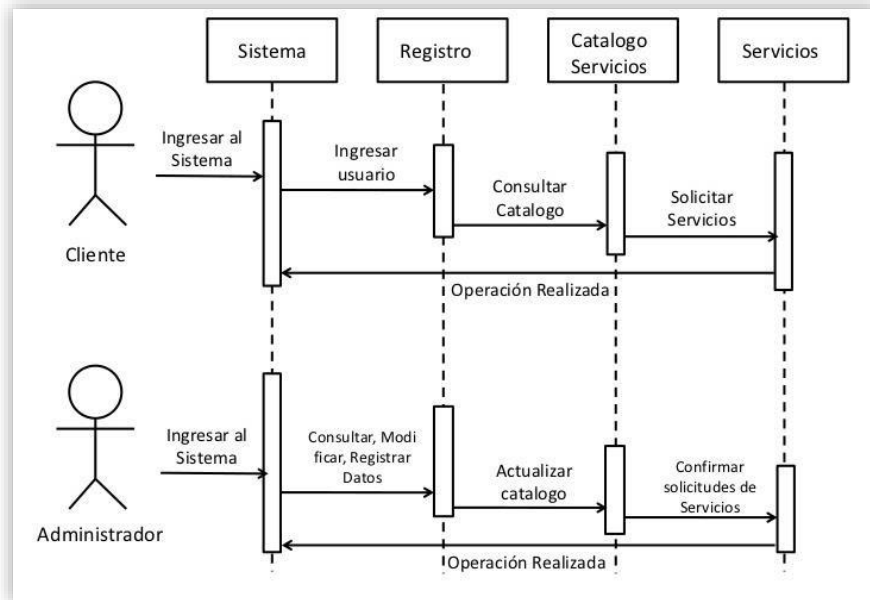 Sistema
Registro
Catalogo
Servicios
Servicios
Ingresar al
Sistema
Ingresar
usuario
Consultar
Catalogo
Solicitar
Servicios
Cliente
Operación Realizada
Ingresar al
Sistema
Consultar, Modi
ficar, Registrar
Datos
Actualizar
catalogo
Confirmar
solicitudes de
Servicios
Administrador
Operación Realizada